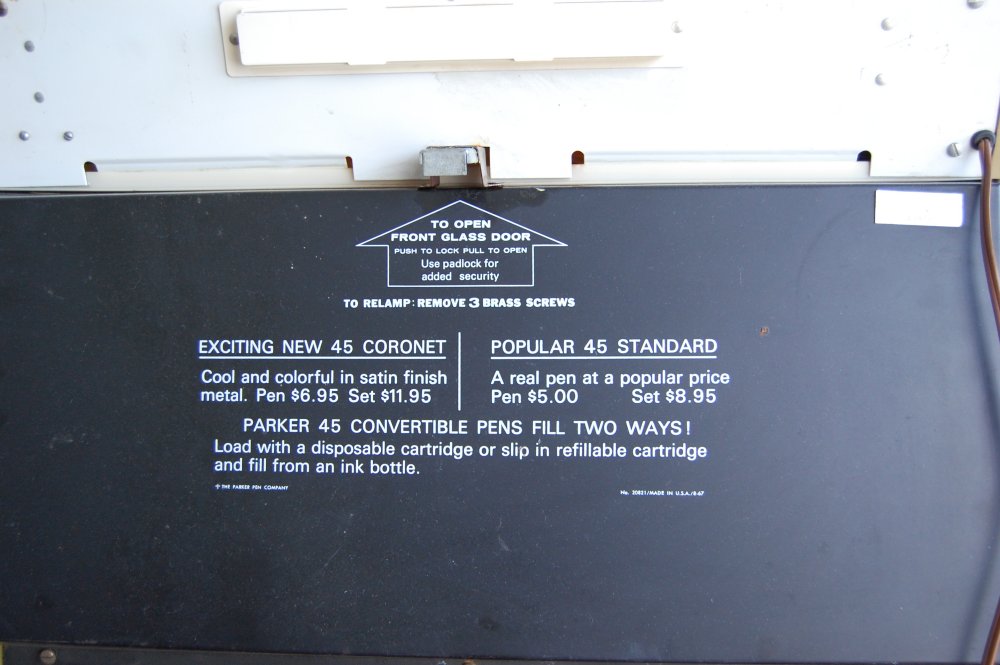 TO OPEN
FRONT GLASS DOOR
PUSH TO LOCK PULL TO OPEN
Use padlock for
added security
TO RELAMP: REMOVE 3 BRASS SCREWS
EXCITING NEW 45 CORONET
Cool and colorful in satin finish
metal. Pen $6.95 Set $11.95
POPULAR 45 STANDARD
A real pen at a popular price
Pen $5.00 Set $8.95
PARKER 45 CONVERTIBLE PENS FILL TWO WAYS!
Load with a disposable cartridge or slip in refillable cartridge
and fill from an ink bottle.
THE PARKER PEN COMPANY
No. 20821/MADE IN U.S.A./8-67